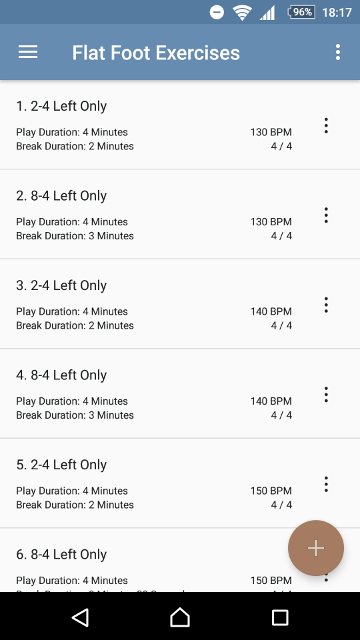 96% 18:17
Flat Foot Exercises
1. 2-4 Left Only
Play Duration: 4 Minutes 130 BPM
Break Duration: 2 Minutes 4 / 4
2. 8-4 Left Only
Play Duration: 4 Minutes 130 BPM
Break Duration: 3 Minutes 4 / 4
3. 2-4 Left Only
Play Duration: 4 Minutes 140 BPM
Break Duration: 2 Minutes 4 / 4
4. 8-4 Left Only
Play Duration: 4 Minutes 140 BPM
Break Duration: 3 Minutes 4 / 4
5. 2-4 Left Only
Play Duration: 4 Minutes 150 BPM
Break Duration: 2 Minutes 4 / 4
6. 8-4 Left Only
Play Duration: 4 Minutes 150 BPM